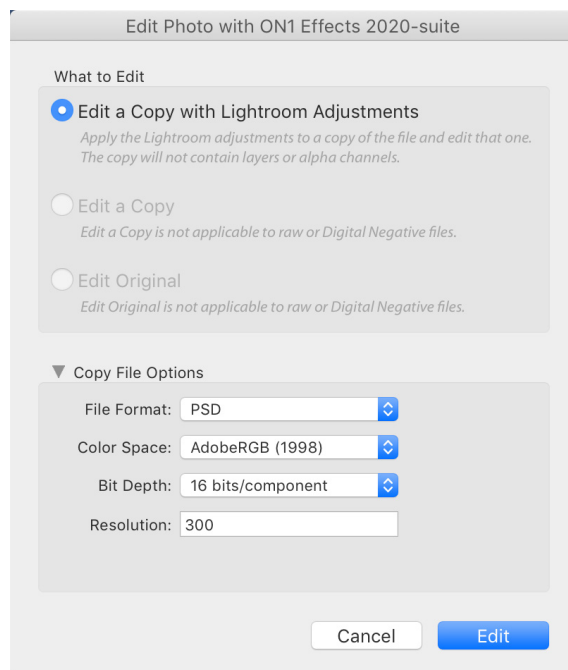 Edit Photo with ON1 Effects 2020-suite
What to Edit
Edit a Copy with Lightroom Adjustments
Apply the Lightroom adjustments to a copy of the file and edit that one.
The copy will not contain layers or alpha channels.
Edit a Copy
Edit a Copy is not applicable to raw or Digital Negative files.
Edit Original
Edit Original is not applicable to raw or Digital Negative files.
Copy File Options
File Format: PSD
Color Space: AdobeRGB (1998)
Bit Depth: 16 bits/component
Resolution: 300
Cancel Edit